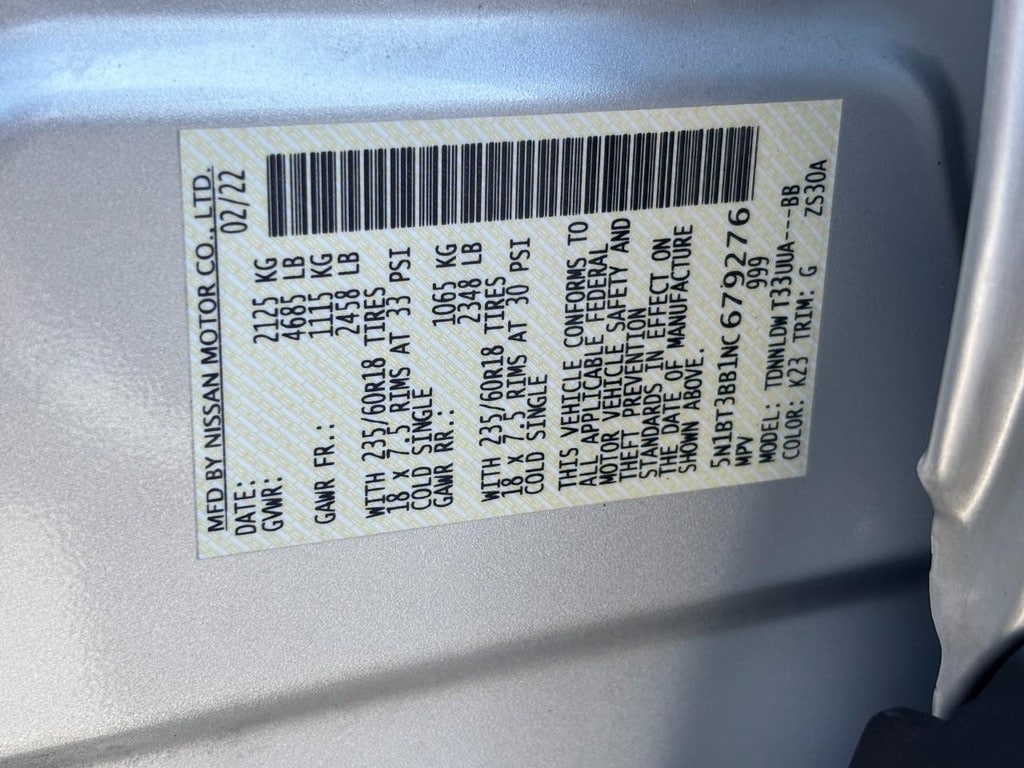 MFD BY NISSAN MOTOR CO., LTD.
DATE: 02/22
GVWR: 2125 KG
4685 LB
GAWR FR.: 1115 KG
2458 LB
WITH 235/60R18 TIRES
18 X 7.5 RIMS AT 33 PSI
COLD SINGLE
GAWR RR.: 1065 KG
2348 LB
WITH 235/60R18 TIRES
18 X 7.5 RIMS AT 30 PSI
COLD SINGLE
THIS VEHICLE CONFORMS TO
ALL APPLICABLE FEDERAL
MOTOR VEHICLE SAFETY AND
THEFT PREVENTION
STANDARDS IN EFFECT ON
THE DATE OF MANUFACTURE
SHOWN ABOVE.
5N1BT3BB1NC679276
MPV 999
MODEL: TDNNLDWT33UUA---BB
COLOR: K23 TRIM: G ZS30A